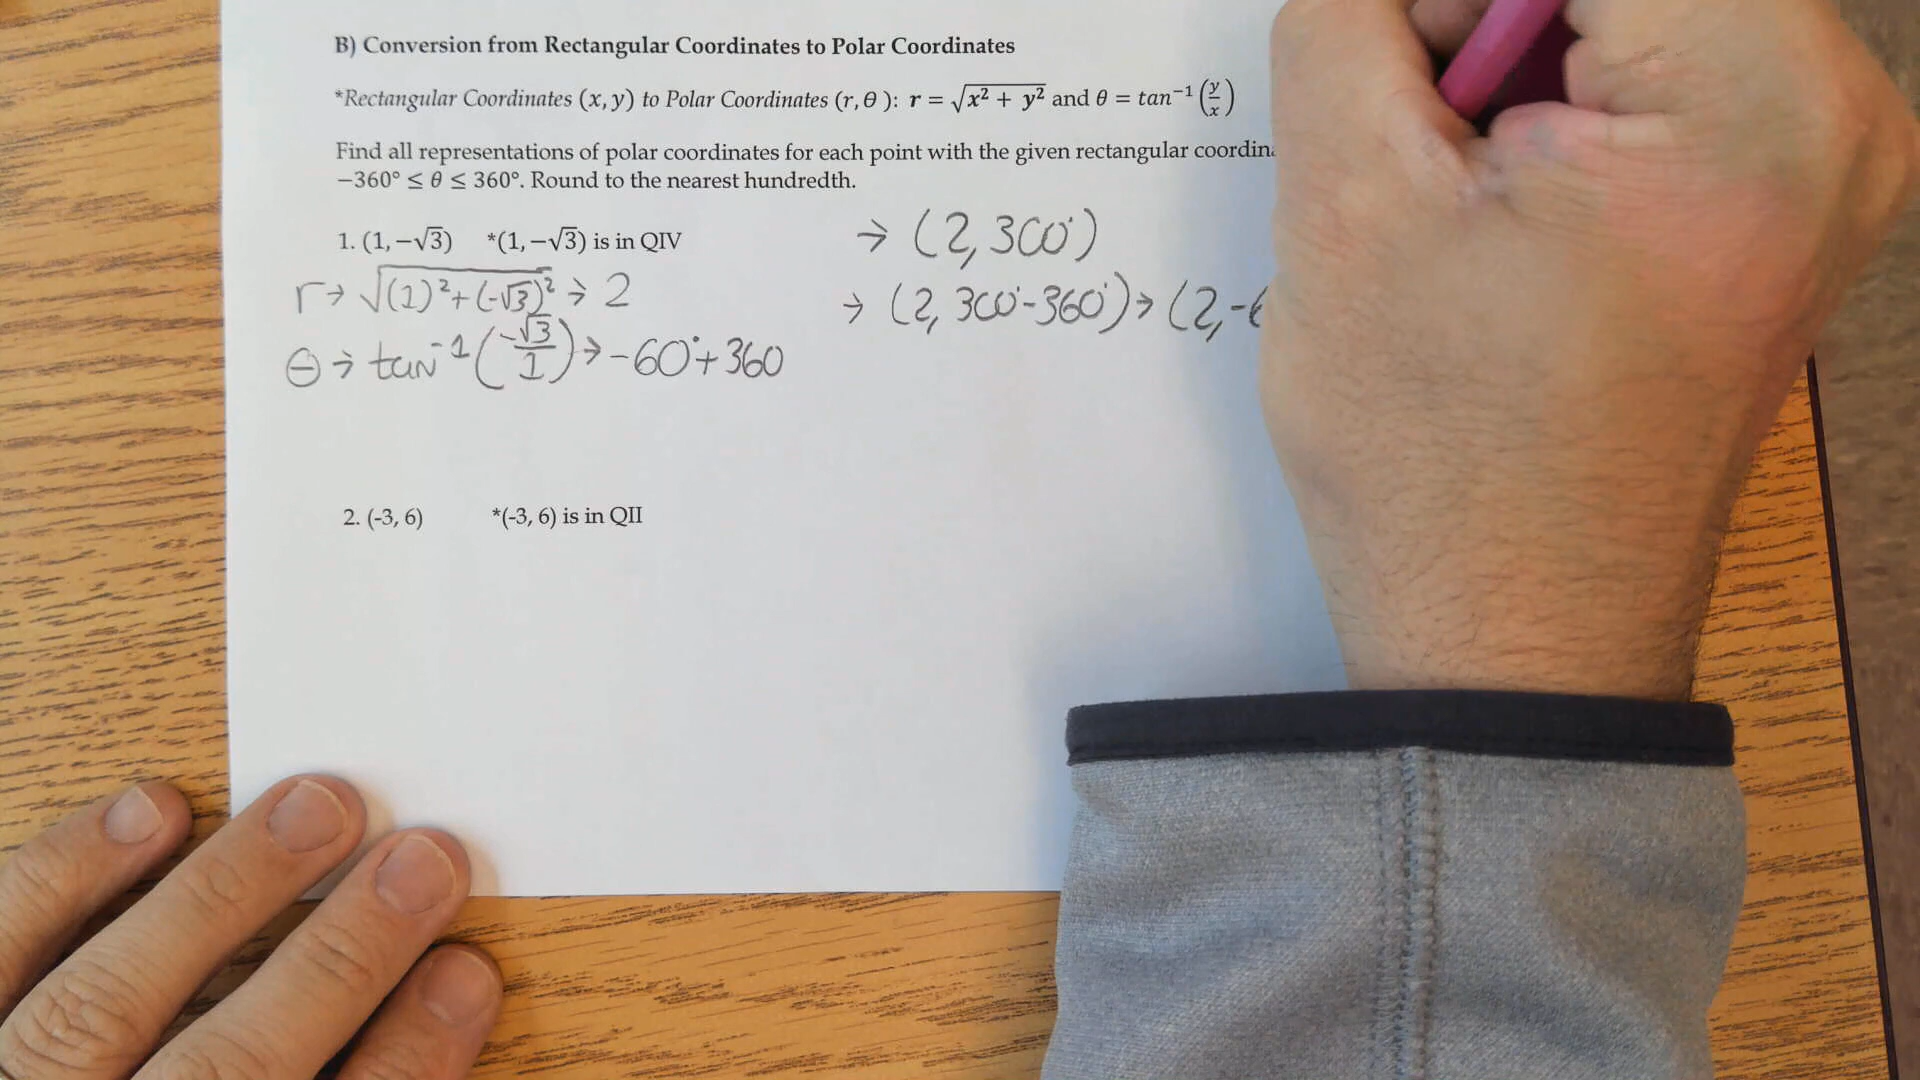 B) Conversion from Rectangular Coordinates to Polar Coordinates
*Rectangular Coordinates (x, y) to Polar Coordinates (r, θ ): r = √(x² + y²) and θ = tan⁻¹ (y/x)
Find all representations of polar coordinates for each point with the given rectangular
−360° ≤ θ ≤ 360°. Round to the nearest hundredth.
1. (1, −√3) *(1, −√3) is in QIV
→ (2, 300°)
r → √((1)² + (-√3)²) → 2
→ (2, 300°-360°) → (2, -6
θ → tan⁻¹(-√3/1) → -60° + 360
2. (-3, 6) *(-3, 6) is in QII